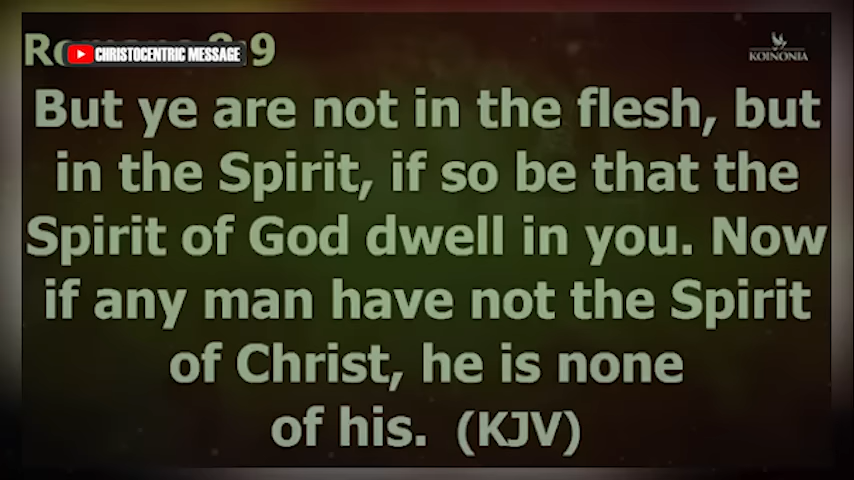 CHRISTOCENTRIC MESSAGE
KOINONIA
But ye are not in the flesh, but
in the Spirit, if so be that the
Spirit of God dwell in you. Now
if any man have not the Spirit
of Christ, he is none
of his. (KJV)